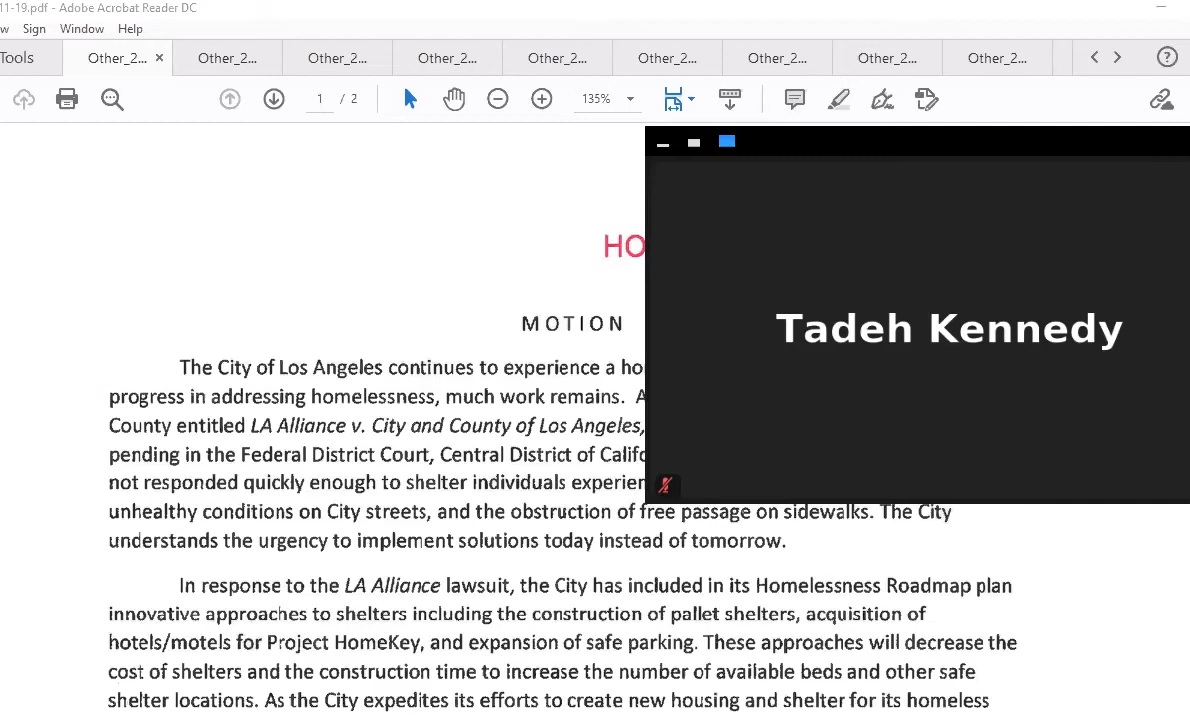 11-19.pdf - Adobe Acrobat Reader DC
w Sign Window Help
Tools Other_2... × Other_2... Other_2... Other_2... Other_2... Other_2... Other_2... Other_2... Other_2...
1 / 2 135%
HO
MOTION
Tadeh Kennedy
The City of Los Angeles continues to experience a ho
progress in addressing homelessness, much work remains. A
County entitled LA Alliance v. City and County of Los Angeles,
pending in the Federal District Court, Central District of Califo
not responded quickly enough to shelter individuals experien
unhealthy conditions on City streets, and the obstruction of free passage on sidewalks. The City
understands the urgency to implement solutions today instead of tomorrow.
In response to the LA Alliance lawsuit, the City has included in its Homelessness Roadmap plan
innovative approaches to shelters including the construction of pallet shelters, acquisition of
hotels/motels for Project HomeKey, and expansion of safe parking. These approaches will decrease the
cost of shelters and the construction time to increase the number of available beds and other safe
shelter locations. As the City expedites its efforts to create new housing and shelter for its homeless